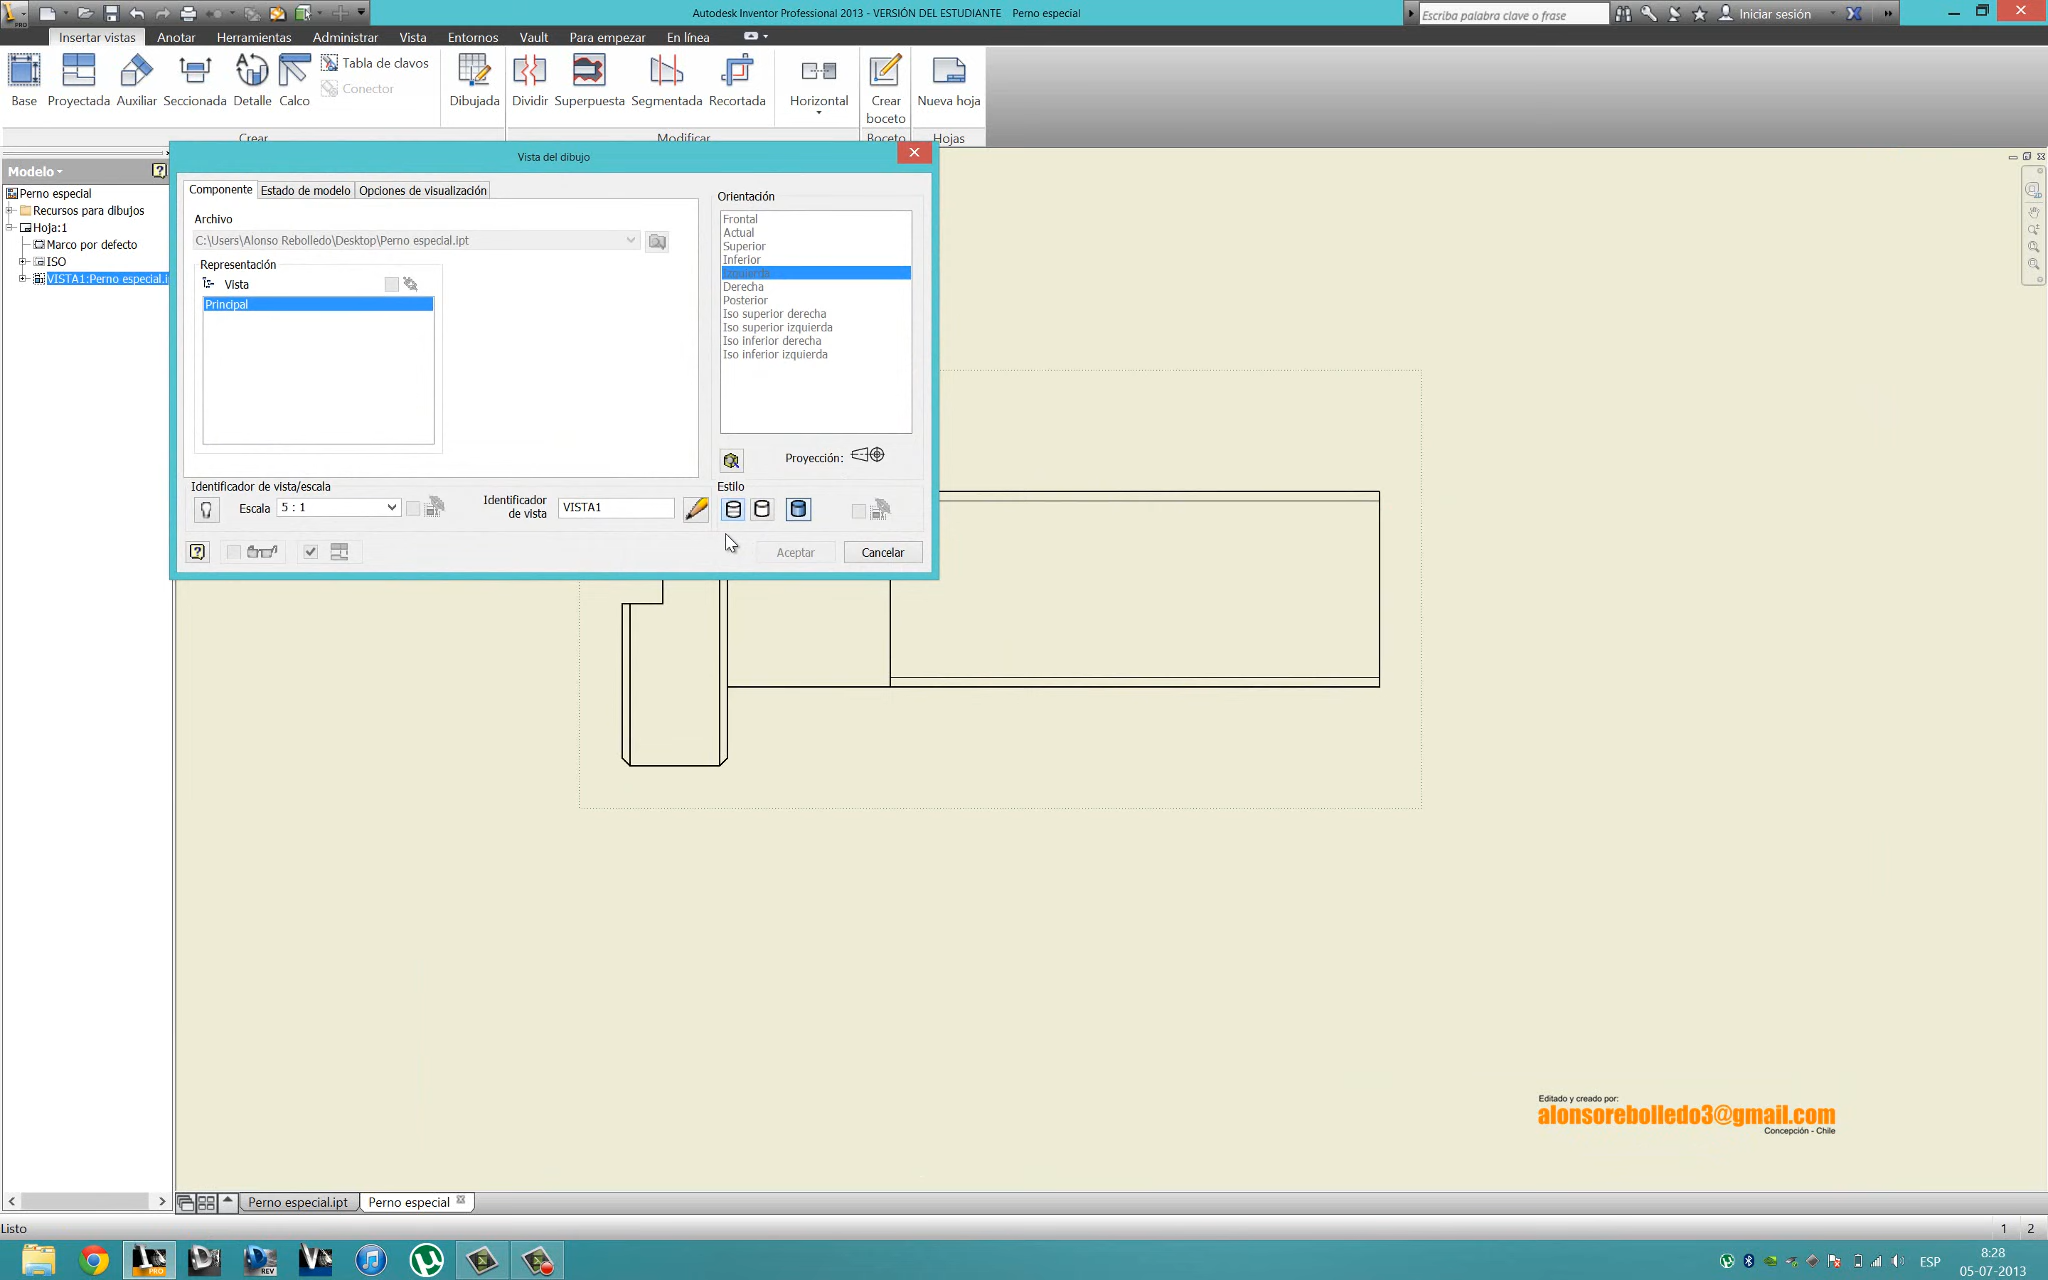 PRO
Autodesk Inventor Professional 2013 - VERSIÓN DEL ESTUDIANTE Perno especial
Escriba palabra clave o frase
Iniciar sesión
Insertar vistas Anotar Herramientas Administrar Vista Entornos Vault Para empezar En línea
Base Proyectada Auxiliar Seccionada Detalle Calco
Tabla de clavos
Conector
Dibujada Dividir Superpuesta Segmentada Recortada Horizontal
Crear boceto
Nueva hoja
Crear Modificar Boceto Hojas
Modelo
Perno especial
Recursos para dibujos
Hoja:1
Marco por defecto
ISO
VISTA1:Perno especial.i
Vista del dibujo
Componente Estado de modelo Opciones de visualización
Archivo
C:\Users\Alonso Rebolledo\Desktop\Perno especial.ipt
Representación
Vista
Principal
Orientación
Frontal
Actual
Superior
Inferior
Izquierda
Derecha
Posterior
Iso superior derecha
Iso superior izquierda
Iso inferior derecha
Iso inferior izquierda
Proyección:
Identificador de vista/escala
Escala 5 : 1
Identificador de vista VISTA1
Estilo
Aceptar Cancelar
Editado y creado por:
alonsorebolledo3@gmail.com
Concepción - Chile
Perno especial.ipt Perno especial
Listo
1 2
PRO
REV
ESP
8:28
05-07-2013